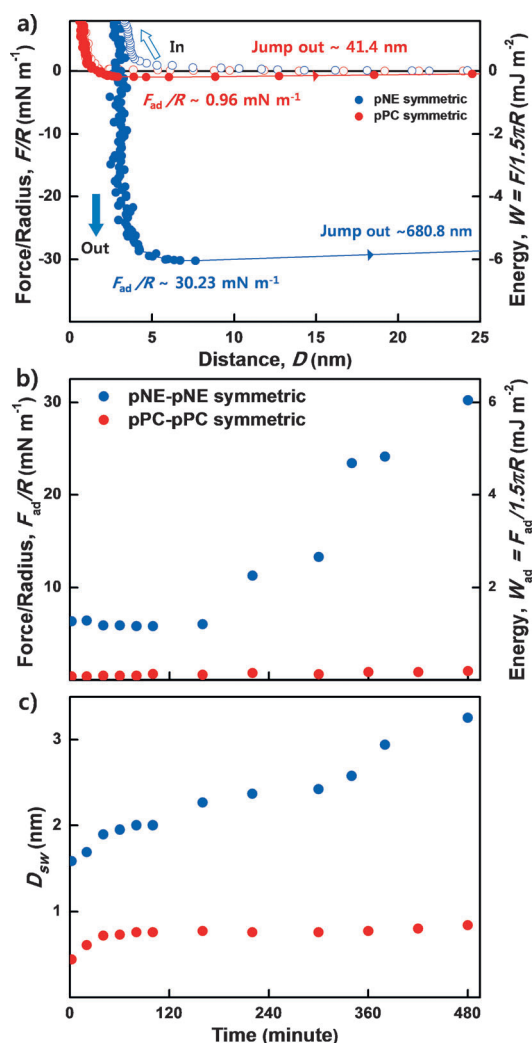 a)
Force/Radius, F/R (mN m⁻¹)
0
-10
-20
-30
In
Out
Jump out ~ 41.4 nm
Fad/R ~ 0.96 mN m⁻¹
pNE symmetric
pPC symmetric
Jump out ~680.8 nm
Fad/R ~ 30.23 mN m⁻¹
0
-2
-4
-6
Energy, W = F/1.5πR (mJ m⁻²)
0 5 10 15 20 25
Distance, D (nm)
b)
Force/Radius, Fad/R (mN m⁻¹)
30
20
10
pNE-pNE symmetric
pPC-pPC symmetric
6
4
2
Energy, Wad = Fad/1.5πR (mJ m⁻²)
c)
Dsw (nm)
3
2
1
0 120 240 360 480
Time (minute)